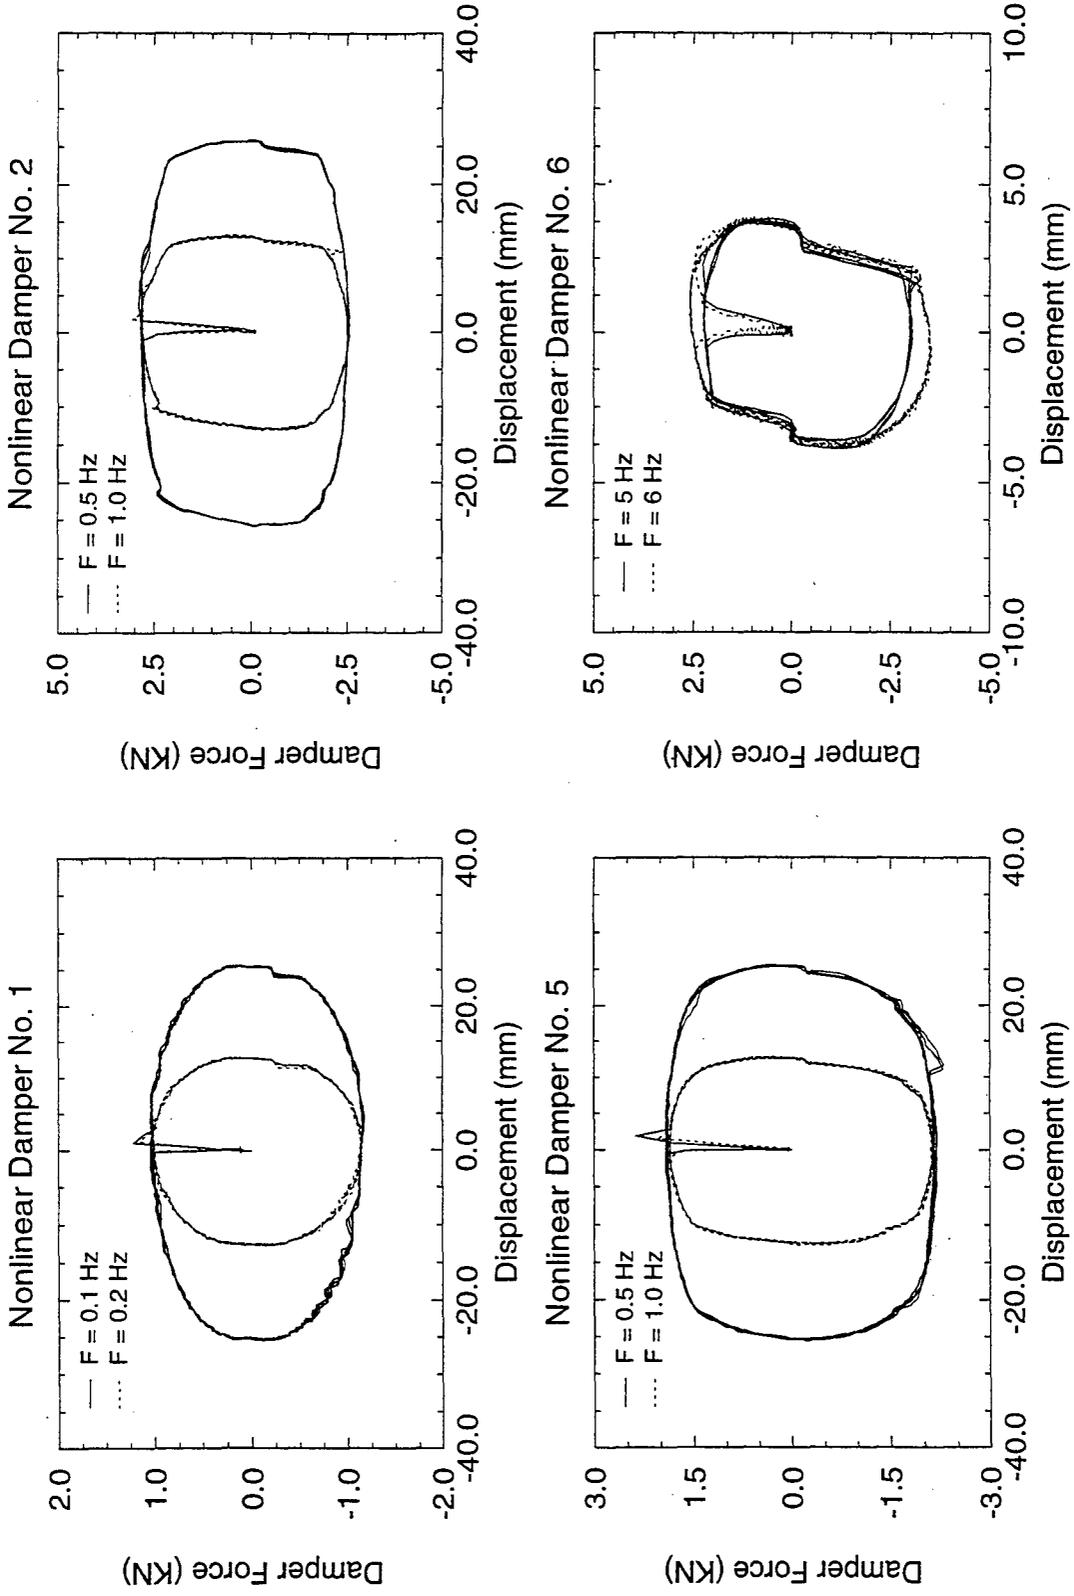 Nonlinear Damper No. 1
Damper Force (KN)
2.0
1.0
0.0
-1.0
-2.0
F = 0.1 Hz
F = 0.2 Hz
-40.0 -20.0 0.0 20.0 40.0
Displacement (mm)
Nonlinear Damper No. 2
Damper Force (KN)
5.0
2.5
0.0
-2.5
-5.0
F = 0.5 Hz
F = 1.0 Hz
-40.0 -20.0 0.0 20.0 40.0
Displacement (mm)
Nonlinear Damper No. 5
Damper Force (KN)
3.0
1.5
0.0
-1.5
-3.0
F = 0.5 Hz
F = 1.0 Hz
-40.0 -20.0 0.0 20.0 40.0
Displacement (mm)
Nonlinear Damper No. 6
Damper Force (KN)
5.0
2.5
0.0
-2.5
-5.0
F = 5 Hz
F = 6 Hz
-10.0 -5.0 0.0 5.0 10.0
Displacement (mm)